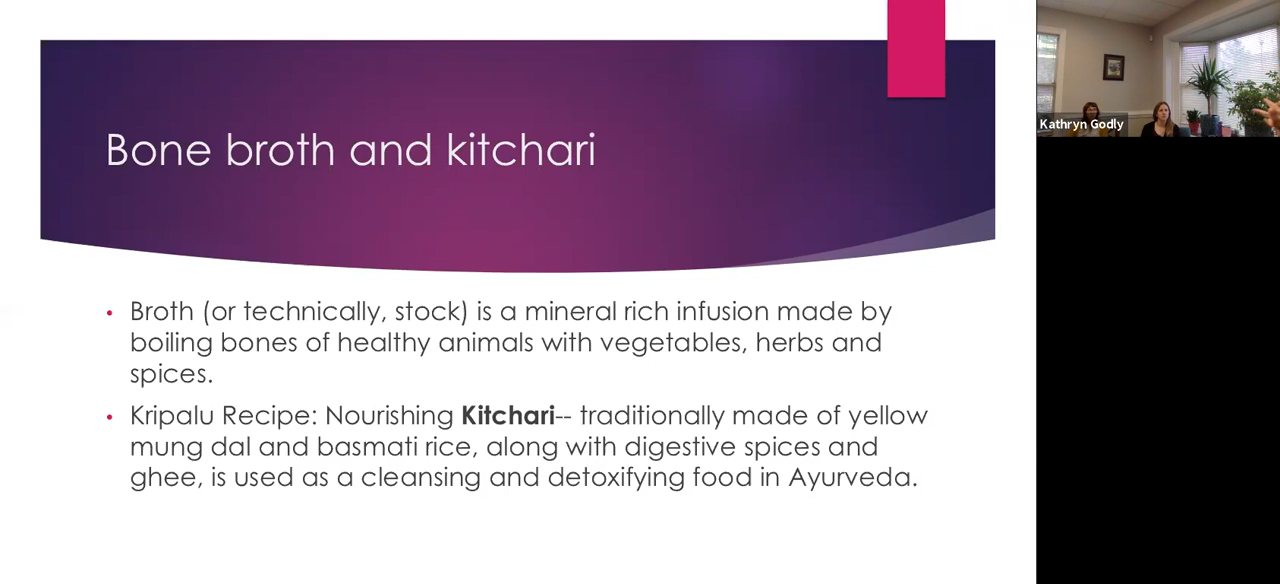 Bone broth and kitchari
Kathryn Godly
• Broth (or technically, stock) is a mineral rich infusion made by
boiling bones of healthy animals with vegetables, herbs and
spices.
• Kripalu Recipe: Nourishing Kitchari-- traditionally made of yellow
mung dal and basmati rice, along with digestive spices and
ghee, is used as a cleansing and detoxifying food in Ayurveda.